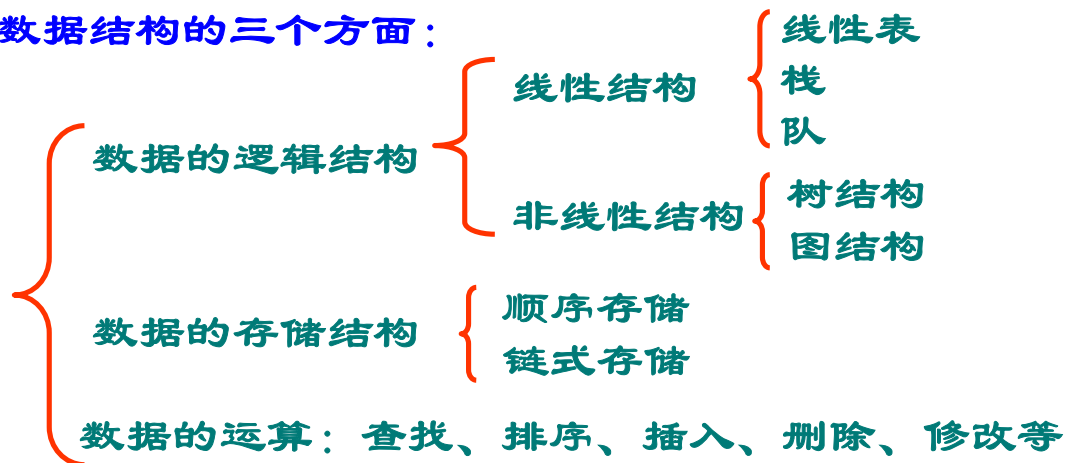 数据结构的三个方面：
线性表
栈
队
线性结构
数据的逻辑结构
树结构
图结构
非线性结构
顺序存储
链式存储
数据的存储结构
数据的运算：查找、排序、插入、删除、修改等